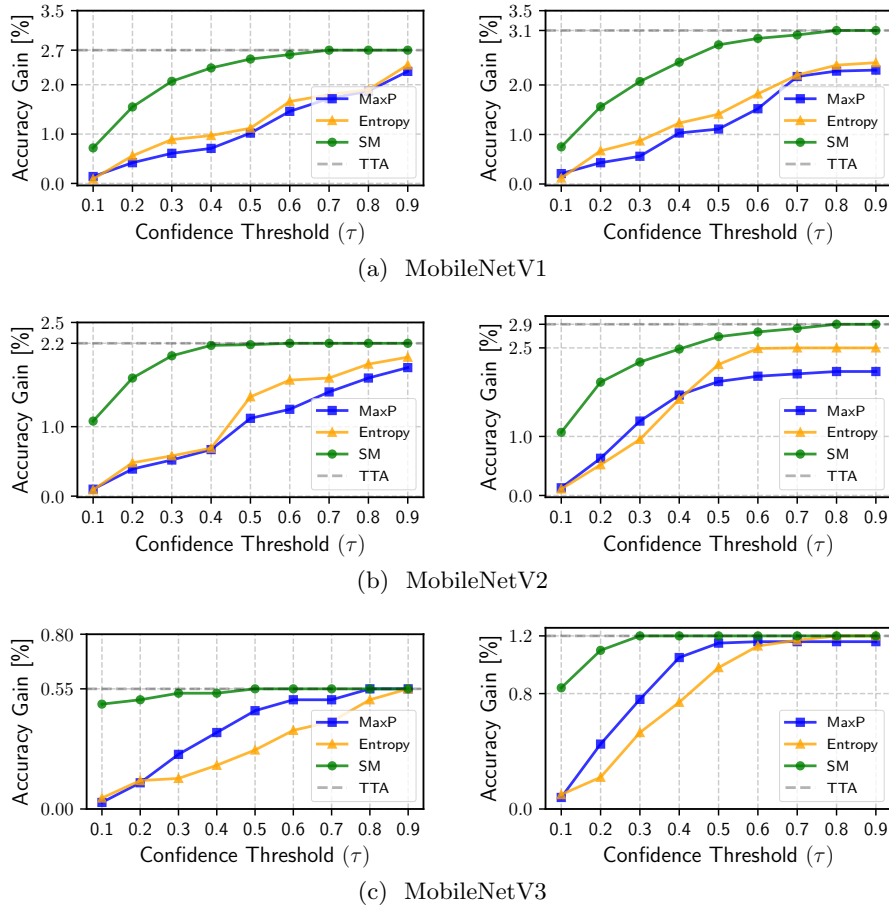 Accuracy Gain [%]
3.5
2.7
2.0
1.0
0.0
MaxP
Entropy
SM
TTA
0.1 0.2 0.3 0.4 0.5 0.6 0.7 0.8 0.9
Confidence Threshold (τ)
Accuracy Gain [%]
3.5
3.1
2.0
1.0
0.0
MaxP
Entropy
SM
TTA
0.1 0.2 0.3 0.4 0.5 0.6 0.7 0.8 0.9
Confidence Threshold (τ)
(a) MobileNetV1
Accuracy Gain [%]
2.5
2.2
1.0
0.0
MaxP
Entropy
SM
TTA
0.1 0.2 0.3 0.4 0.5 0.6 0.7 0.8 0.9
Confidence Threshold (τ)
Accuracy Gain [%]
2.9
2.5
1.0
0.0
MaxP
Entropy
SM
TTA
0.1 0.2 0.3 0.4 0.5 0.6 0.7 0.8 0.9
Confidence Threshold (τ)
(b) MobileNetV2
Accuracy Gain [%]
0.80
0.55
0.00
MaxP
Entropy
SM
TTA
0.1 0.2 0.3 0.4 0.5 0.6 0.7 0.8 0.9
Confidence Threshold (τ)
Accuracy Gain [%]
1.2
0.8
0.0
MaxP
Entropy
SM
TTA
0.1 0.2 0.3 0.4 0.5 0.6 0.7 0.8 0.9
Confidence Threshold (τ)
(c) MobileNetV3